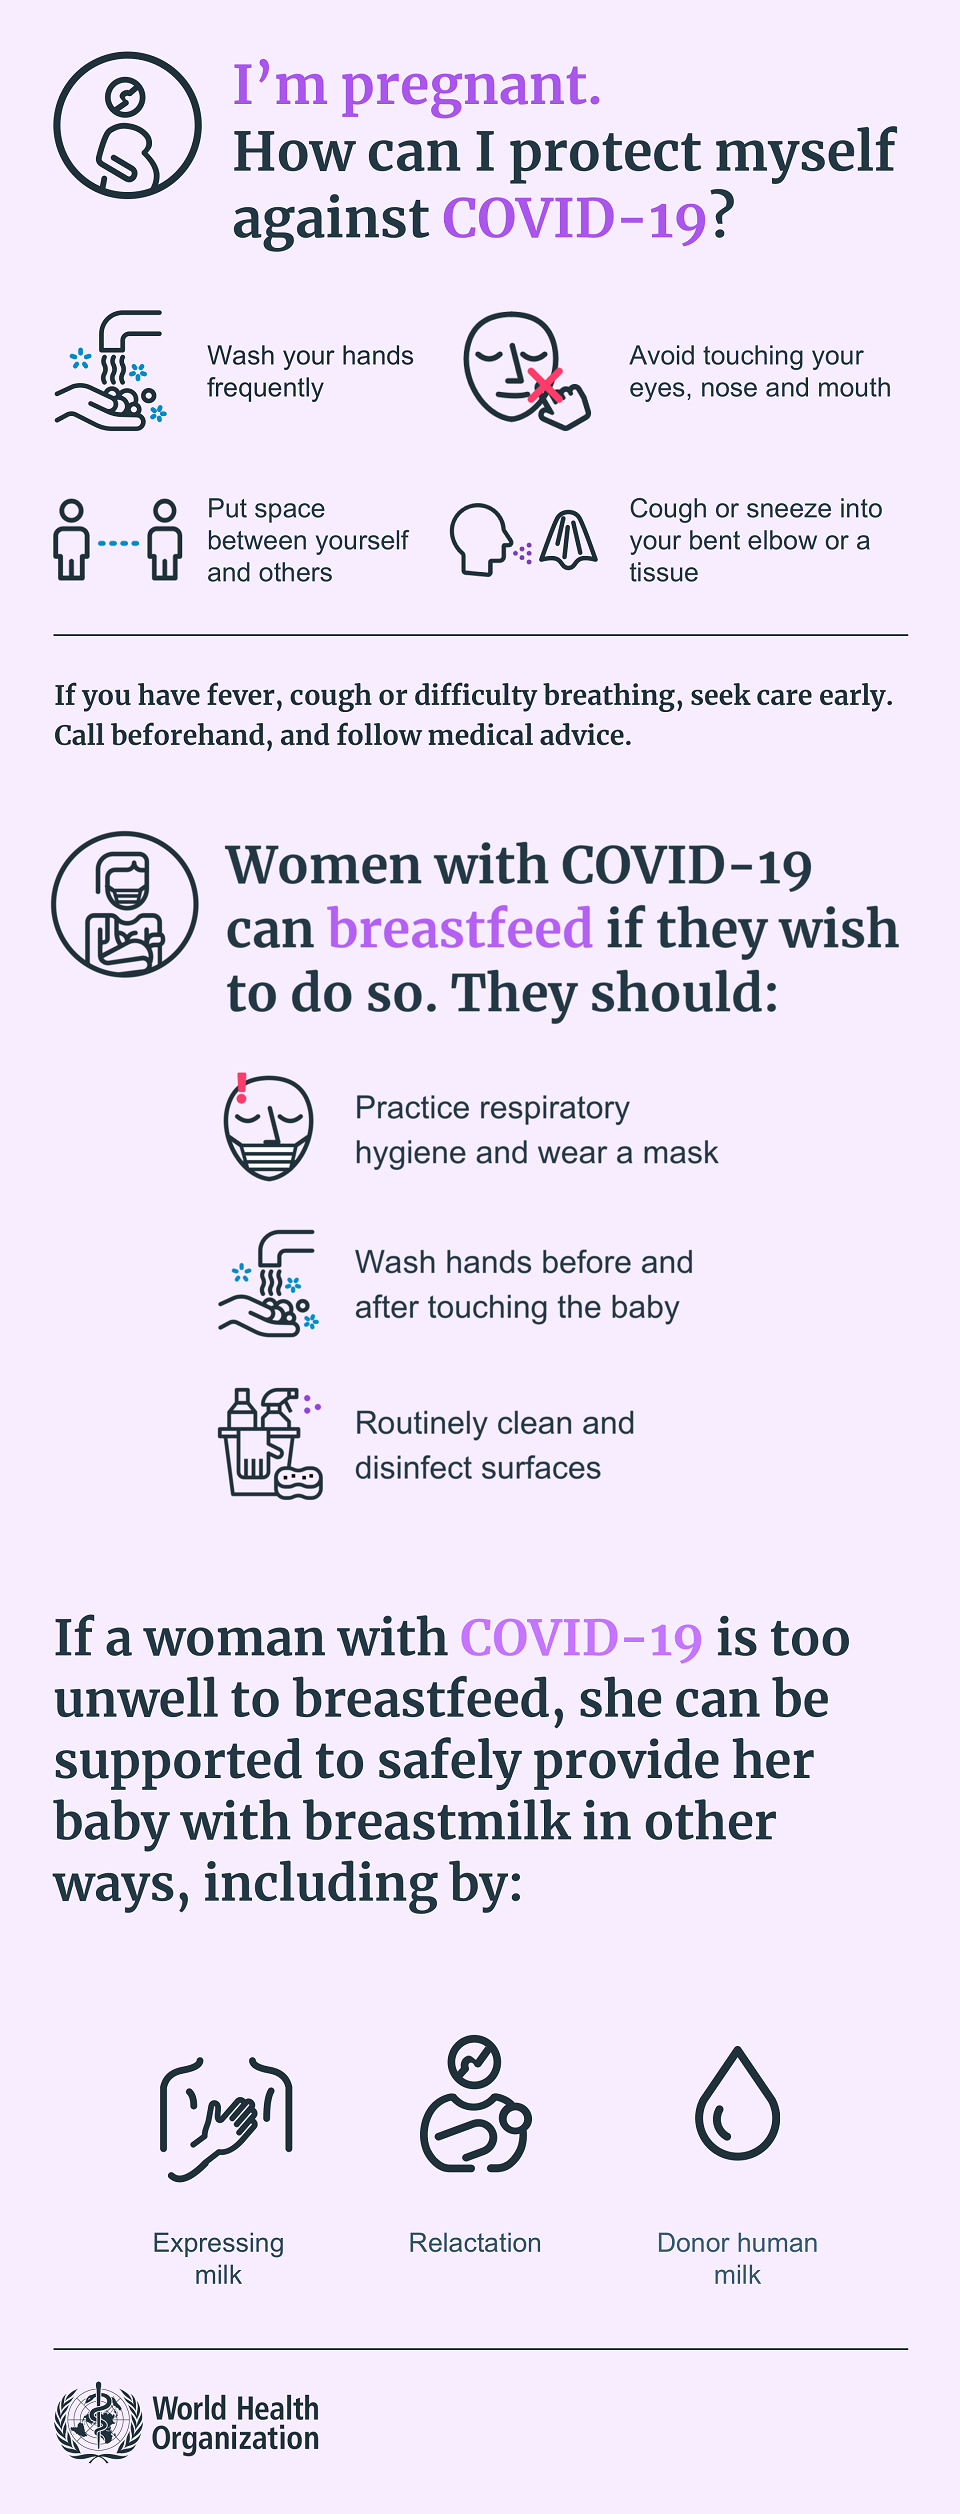 I'm pregnant.
How can I protect myself
against COVID-19?
Wash your hands
frequently
Avoid touching your
eyes, nose and mouth
Put space
between yourself
and others
Cough or sneeze into
your bent elbow or a
tissue
If you have fever, cough or difficulty breathing, seek care early.
Call beforehand, and follow medical advice.
Women with COVID-19
can breastfeed if they wish
to do so. They should:
Practice respiratory
hygiene and wear a mask
Wash hands before and
after touching the baby
Routinely clean and
disinfect surfaces
If a woman with COVID-19 is too
unwell to breastfeed, she can be
supported to safely provide her
baby with breastmilk in other
ways, including by:
Expressing
milk
Relactation
Donor human
milk
World Health
Organization